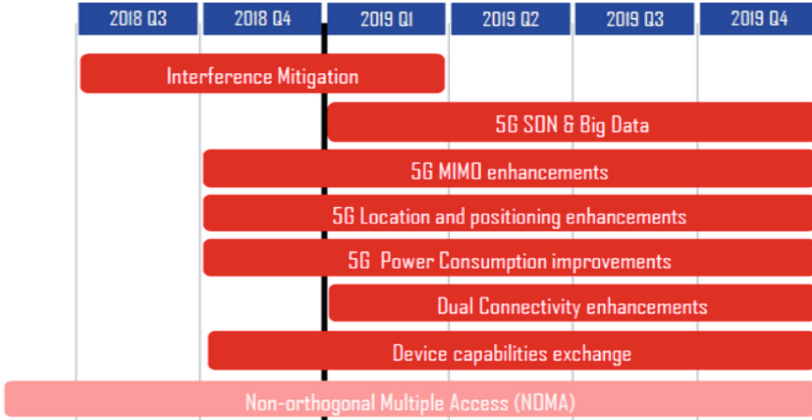 2018 Q3 2018 Q4 2019 Q1 2019 Q2 2019 Q3 2019 Q4
Interference Mitigation
5G SON & Big Data
5G MIMO enhancements
5G Location and positioning enhancements
5G Power Consumption improvements
Dual Connectivity enhancements
Device capabilities exchange
Non-orthogonal Multiple Access (NOMA)